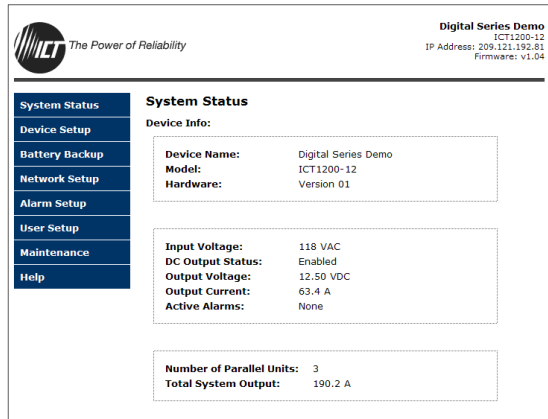 ICT The Power of Reliability
Digital Series Demo
ICT1200-12
IP Address: 209.121.192.81
Firmware: v1.04
System Status
Device Setup
Battery Backup
Network Setup
Alarm Setup
User Setup
Maintenance
Help
System Status
Device Info:
Device Name: Digital Series Demo
Model: ICT1200-12
Hardware: Version 01
Input Voltage: 118 VAC
DC Output Status: Enabled
Output Voltage: 12.50 VDC
Output Current: 63.4 A
Active Alarms: None
Number of Parallel Units: 3
Total System Output: 190.2 A